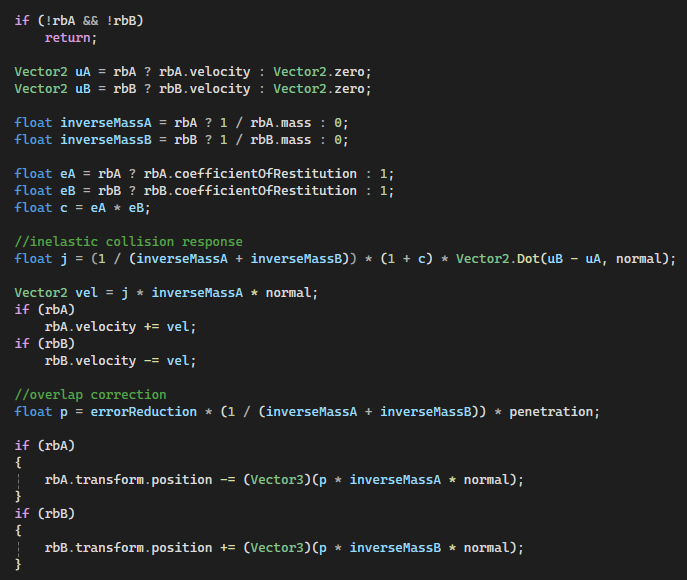 if (!rbA && !rbB)
    return;

Vector2 uA = rbA ? rbA.velocity : Vector2.zero;
Vector2 uB = rbB ? rbB.velocity : Vector2.zero;

float inverseMassA = rbA ? 1 / rbA.mass : 0;
float inverseMassB = rbB ? 1 / rbB.mass : 0;

float eA = rbA ? rbA.coefficientOfRestitution : 1;
float eB = rbB ? rbB.coefficientOfRestitution : 1;
float c = eA * eB;

//inelastic collision response
float j = (1 / (inverseMassA + inverseMassB)) * (1 + c) * Vector2.Dot(uB - uA, normal);

Vector2 vel = j * inverseMassA * normal;
if (rbA)
    rbA.velocity += vel;
if (rbB)
    rbB.velocity -= vel;

//overlap correction
float p = errorReduction * (1 / (inverseMassA + inverseMassB)) * penetration;

if (rbA)
{
    rbA.transform.position -= (Vector3)(p * inverseMassA * normal);
}
if (rbB)
{
    rbB.transform.position += (Vector3)(p * inverseMassB * normal);
}